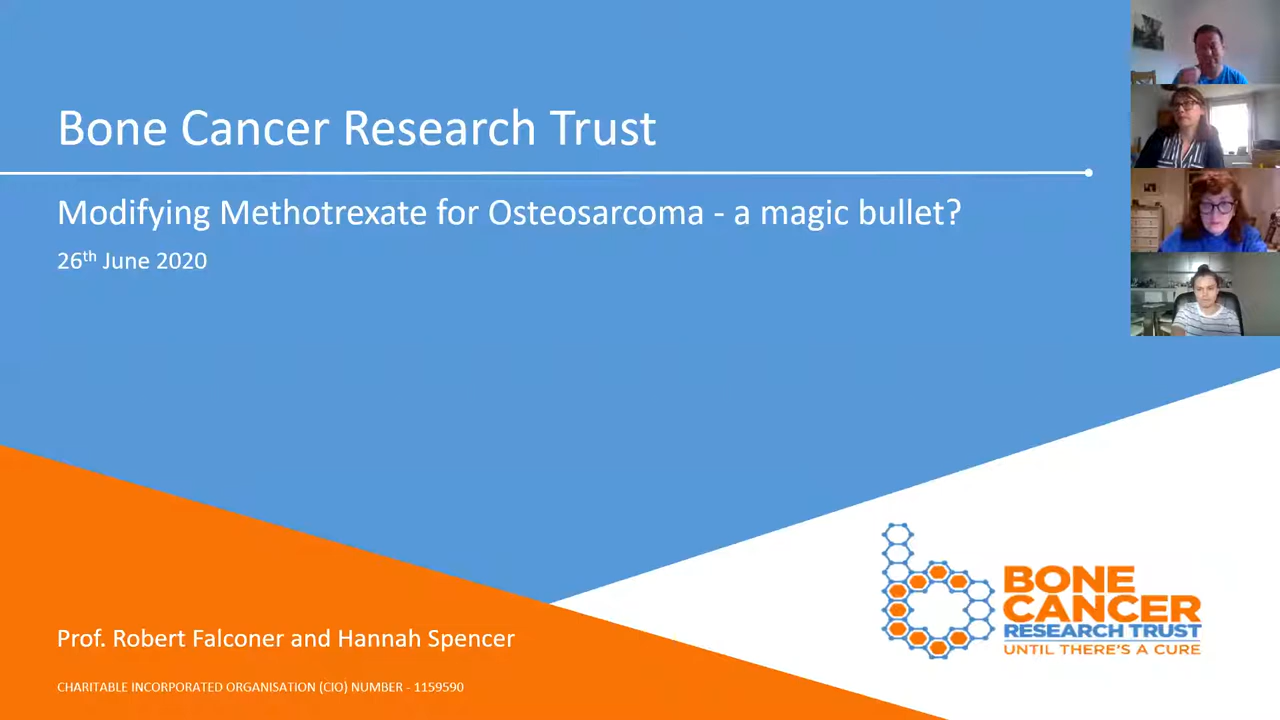 Bone Cancer Research Trust
Modifying Methotrexate for Osteosarcoma - a magic bullet?
26th June 2020
BONE
CANCER
RESEARCH TRUST
UNTIL THERE'S A CURE
Prof. Robert Falconer and Hannah Spencer
CHARITABLE INCORPORATED ORGANISATION (CIO) NUMBER - 1159590